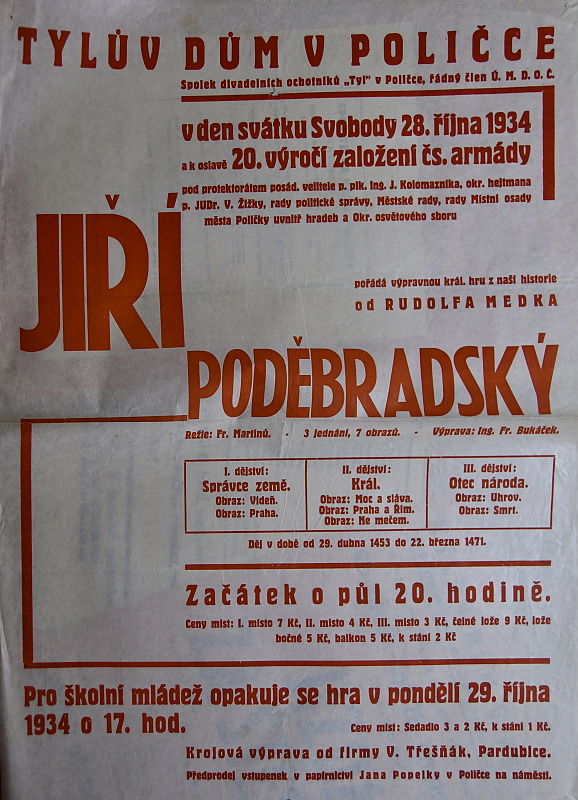 TYLŮV DŮM V POLIČCE
Spolek divadelních ochotníků „Tyl" v Poličce, řádný člen Ú. M. D. O. Č.
v den svátku Svobody 28. října 1934
a k oslavě 20. výročí založení čs. armády
pod protektorátem posád. velitele p. plk. Ing. J. Kolomazníka, okr. hejtmana
p. JUDr. V. Žižky, rady politické správy, Městské rady, rady Místní osady
města Poličky uvnitř hradeb a Okr. osvětového sboru
JIŘÍ
pořádá výpravnou král. hru z naší historie
od RUDOLFA MEDKA
PODĚBRADSKÝ
Režie: Fr. Martinů. - 3 jednání, 7 obrazů. - Výprava: Ing. Fr. Bukáček.
I. dějství:
Správce země.
Obraz: Vídeň.
Obraz: Praha.
II. dějství:
Král.
Obraz: Moc a sláva.
Obraz: Praha a Řím.
Obraz: Ne mečem.
III. dějství:
Otec národa.
Obraz: Uhrov.
Obraz: Smrt.
Děj v době od 29. dubna 1453 do 22. března 1471.
Začátek o půl 20. hodině.
Ceny míst: I. místo 7 Kč, II. místo 4 Kč, III. místo 3 Kč, čelné lože 9 Kč, lože
bočné 5 Kč, balkon 5 Kč, k stání 2 Kč
Pro školní mládež opakuje se hra v pondělí 29. října
1934 o 17. hod.
Ceny míst: Sedadlo 3 a 2 Kč, k stání 1 Kč.
Krojová výprava od firmy V. Třešňák, Pardubice.
Předprodej vstupenek v papírnictví Jana Popelky v Poličce na náměstí.